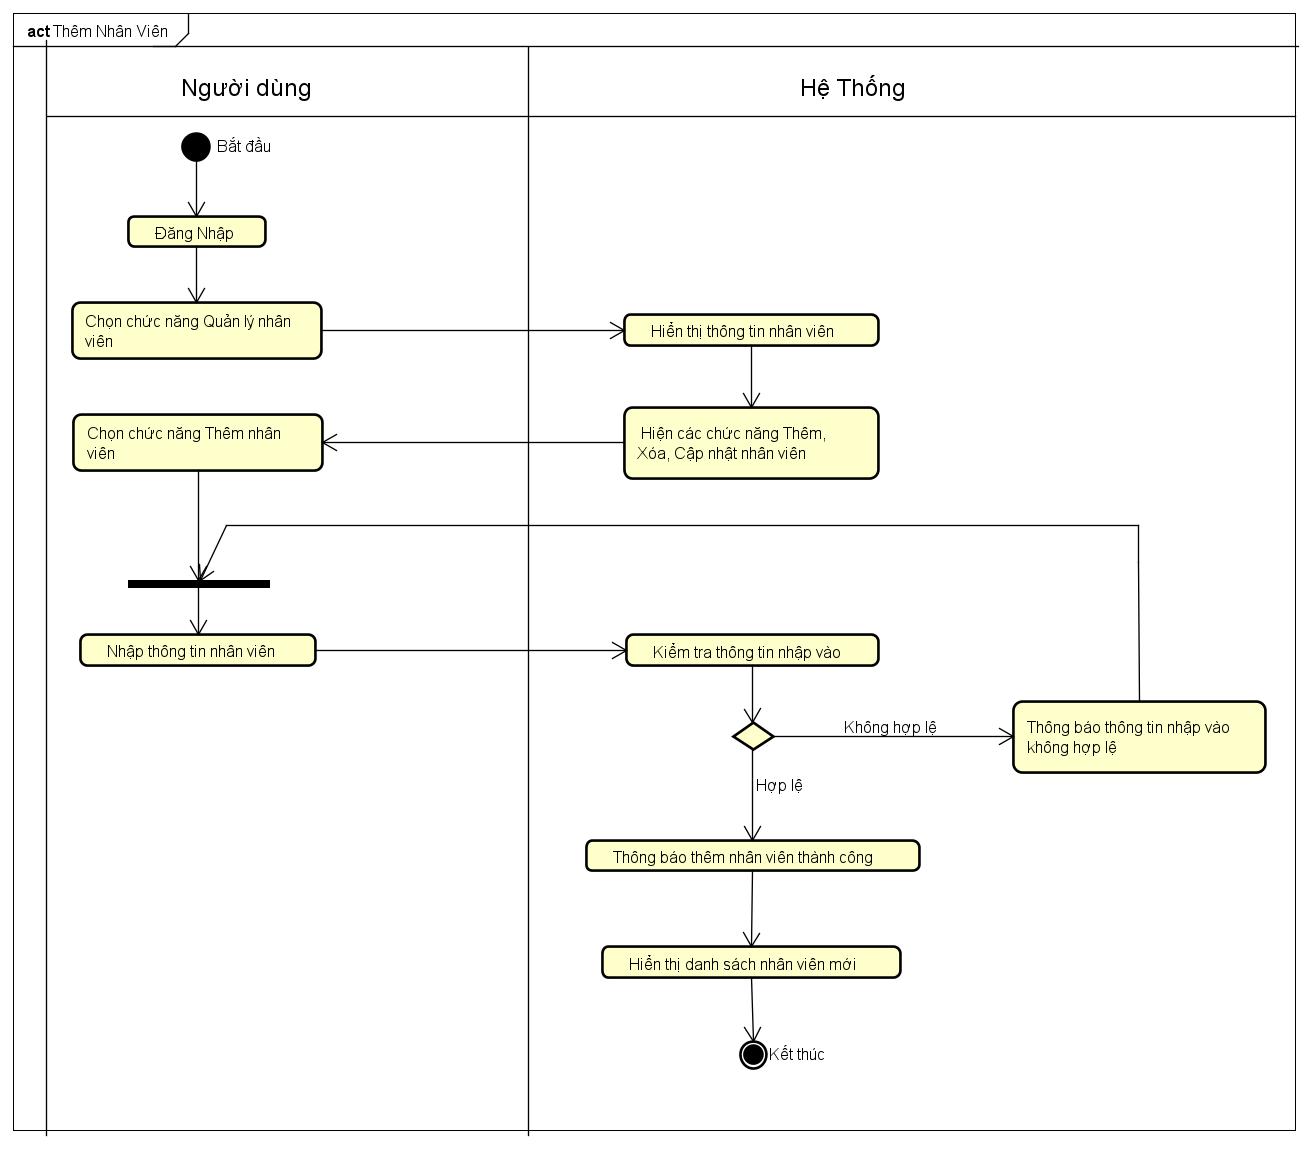 act Thêm Nhân Viên
Người dùng
Hệ Thống
Bắt đầu
Đăng Nhập
Chọn chức năng Quản lý nhân
viên
Hiển thị thông tin nhân viên
Chọn chức năng Thêm nhân
viên
Hiện các chức năng Thêm,
Xóa, Cập nhật nhân viên
Nhập thông tin nhân viên
Kiểm tra thông tin nhập vào
Không hợp lệ
Thông báo thông tin nhập vào
không hợp lệ
Hợp lệ
Thông báo thêm nhân viên thành công
Hiển thị danh sách nhân viên mới
Kết thúc